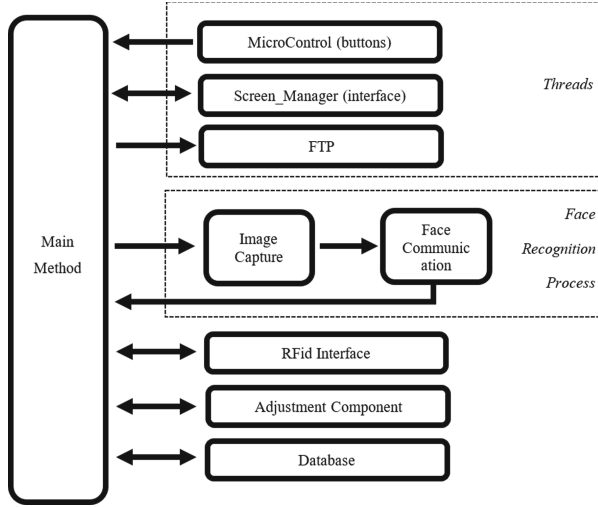 MicroControl (buttons)
Screen_Manager (interface)
Threads
FTP
Main
Method
Image
Capture
Face
Communic
ation
Face
Recognition
Process
RFid Interface
Adjustment Component
Database